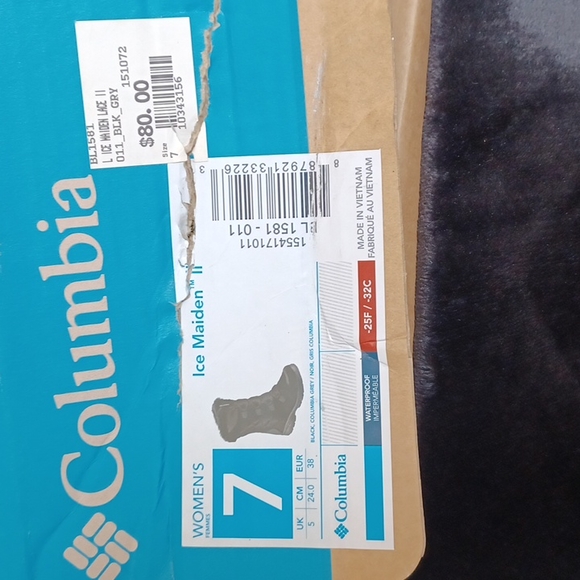 Columbia
BL1581 151072
L ICE MAIDEN LACE II
011_BLK_GRY
$80.00
Size
7 10343156
3 87921 33226 8
BL 1581 - 011
1554171011
Ice Maiden™ II
BLACK, COLUMBIA GREY / NOIR, GRIS COLUMBIA
WOMEN'S
FEMMES
7
UK CM EUR
5 24.0 38
Columbia
WATERPROOF
IMPERMÉABLE
-25F / -32C
MADE IN VIETNAM
FABRIQUÉ AU VIETNAM